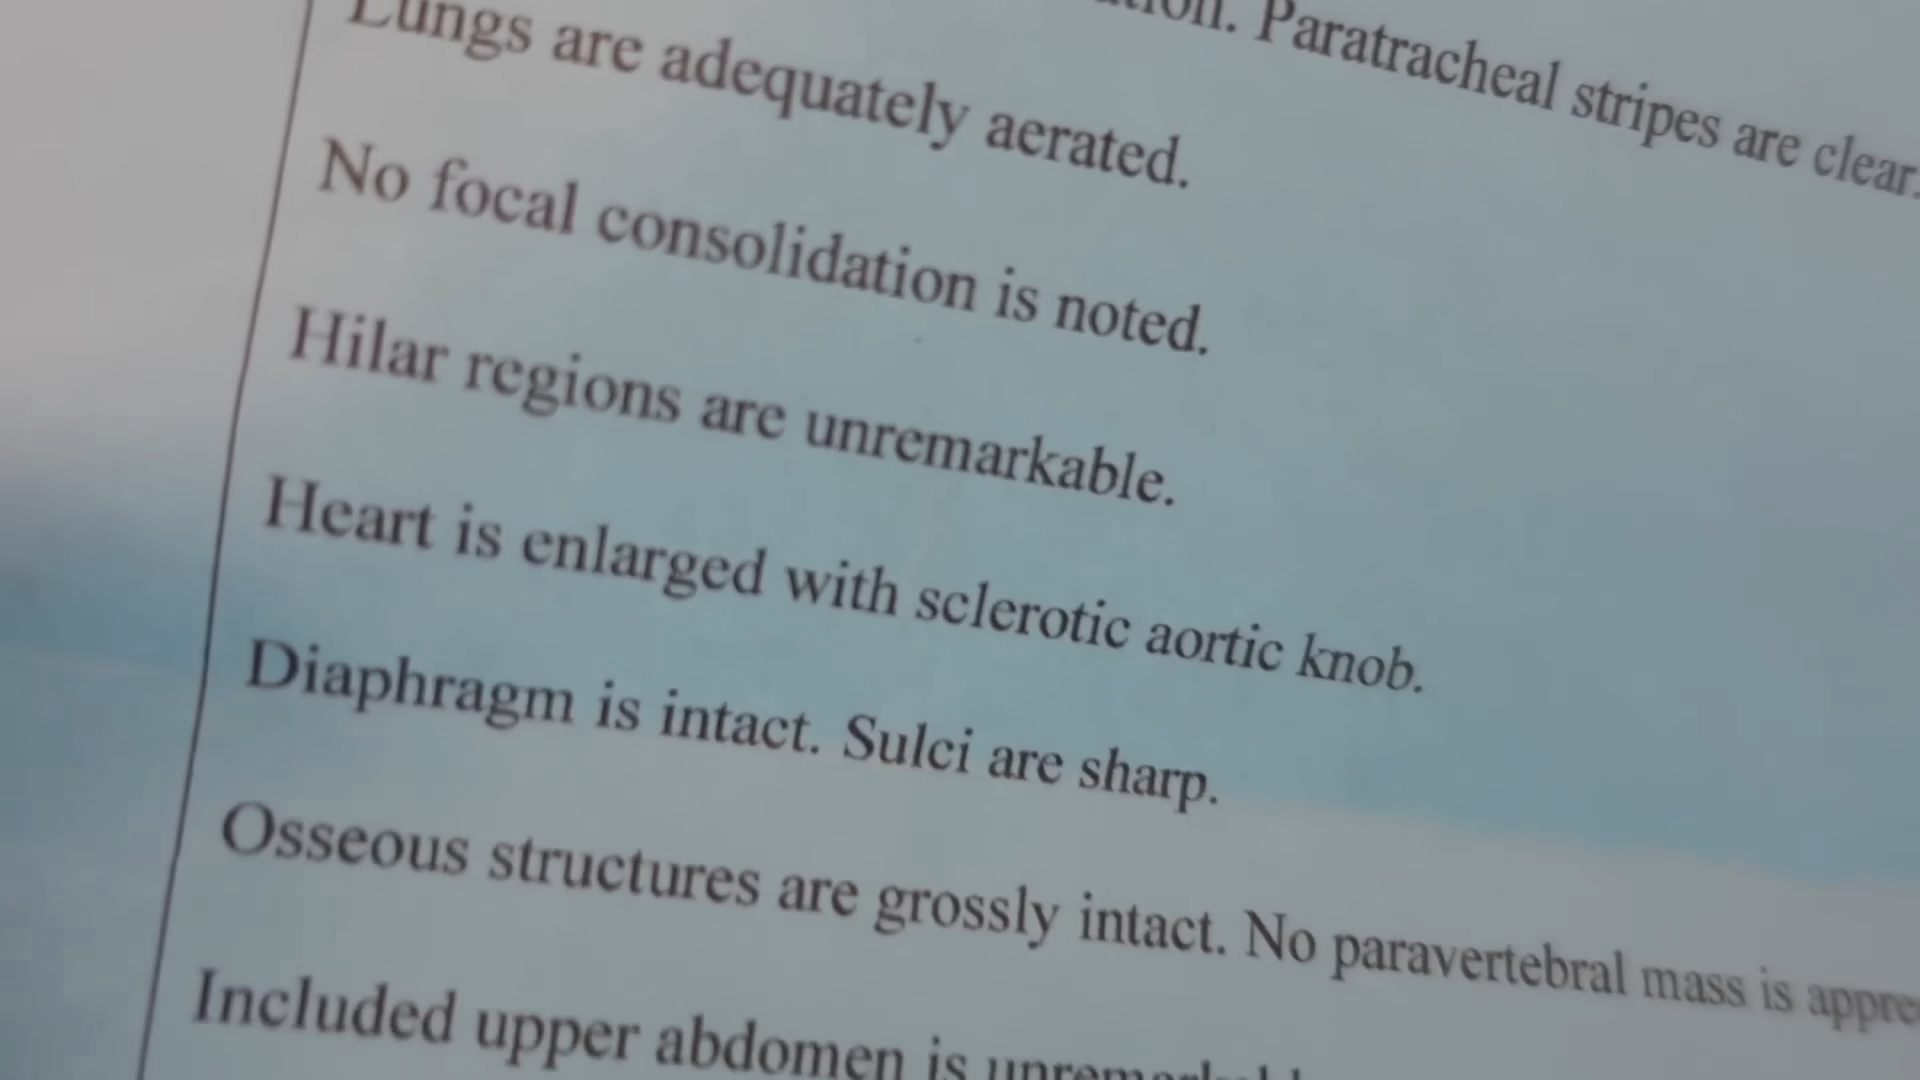 Paratracheal stripes are clear.
Lungs are adequately aerated.
No focal consolidation is noted.
Hilar regions are unremarkable.
Heart is enlarged with sclerotic aortic knob.
Diaphragm is intact. Sulci are sharp.
Osseous structures are grossly intact. No paravertebral mass is
Included upper abdomen is